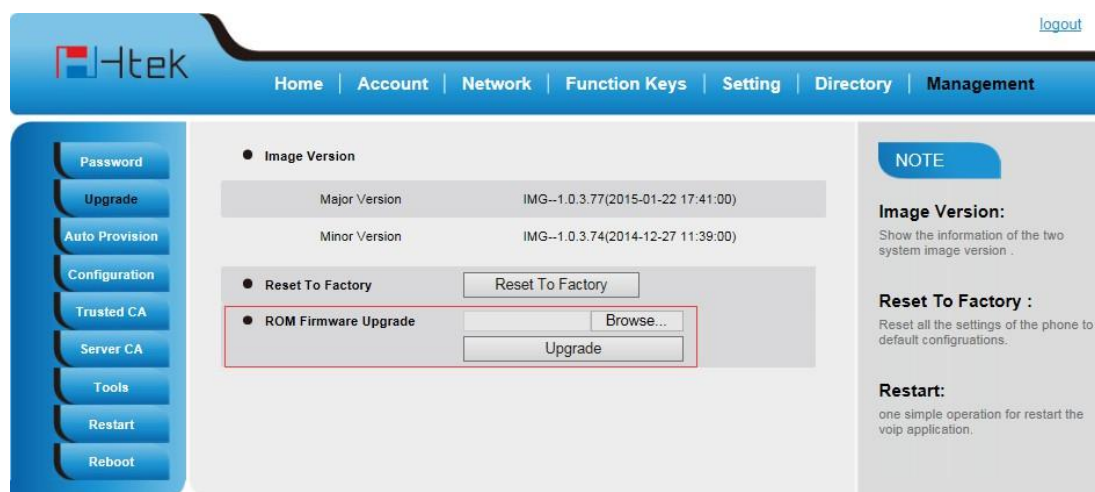 logout
Htek
Home | Account | Network | Function Keys | Setting | Directory | Management
Password
Upgrade
Auto Provision
Configuration
Trusted CA
Server CA
Tools
Restart
Reboot
Image Version
Major Version IMG--1.0.3.77(2015-01-22 17:41:00)
Minor Version IMG--1.0.3.74(2014-12-27 11:39:00)
Reset To Factory Reset To Factory
ROM Firmware Upgrade Browse...
Upgrade
NOTE
Image Version:
Show the information of the two
system image version .
Reset To Factory :
Reset all the settings of the phone to
default configruations.
Restart:
one simple operation for restart the
voip application.